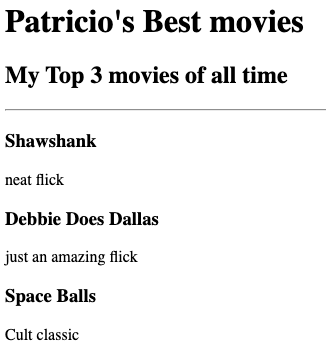 Patricio's Best movies
My Top 3 movies of all time
Shawshank
neat flick
Debbie Does Dallas
just an amazing flick
Space Balls
Cult classic